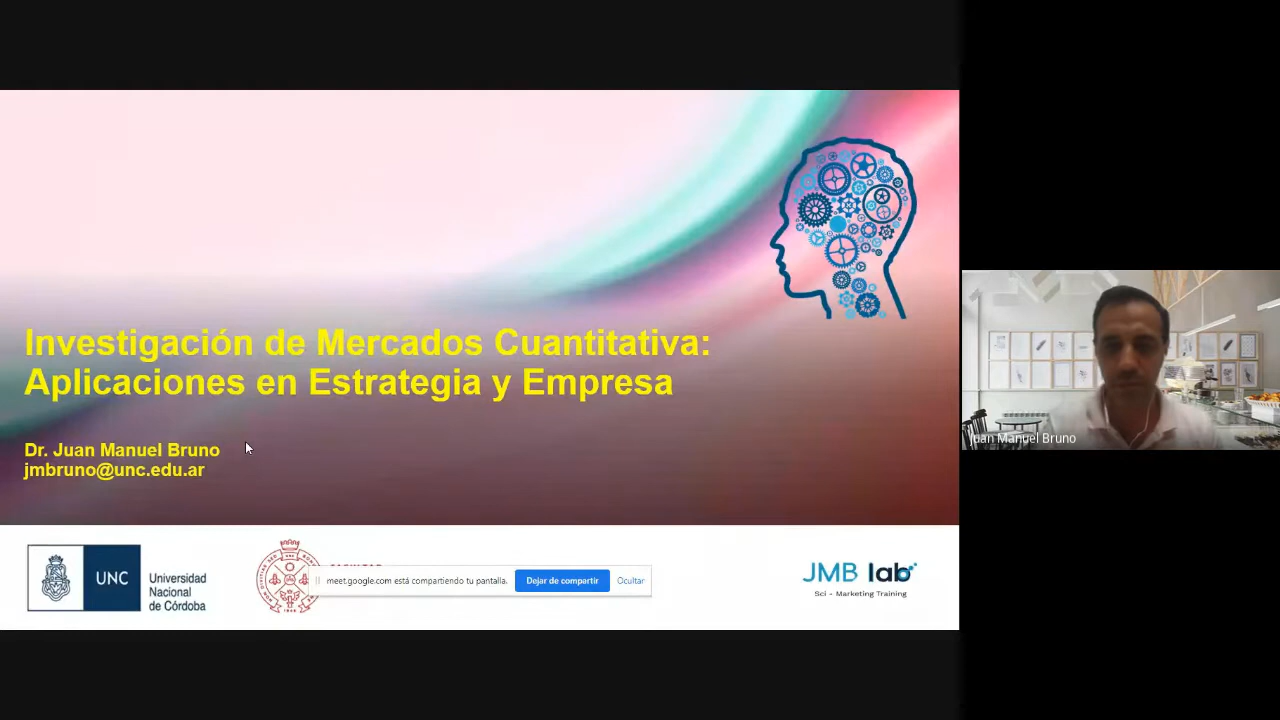 Investigación de Mercados Cuantitativa:
Aplicaciones en Estrategia y Empresa
Dr. Juan Manuel Bruno
jmbruno@unc.edu.ar
UNC
Universidad
Nacional
de Córdoba
meet.google.com está compartiendo tu pantalla.
Dejar de compartir
Ocultar
JMB lab
Sci - Marketing Training
Juan Manuel Bruno